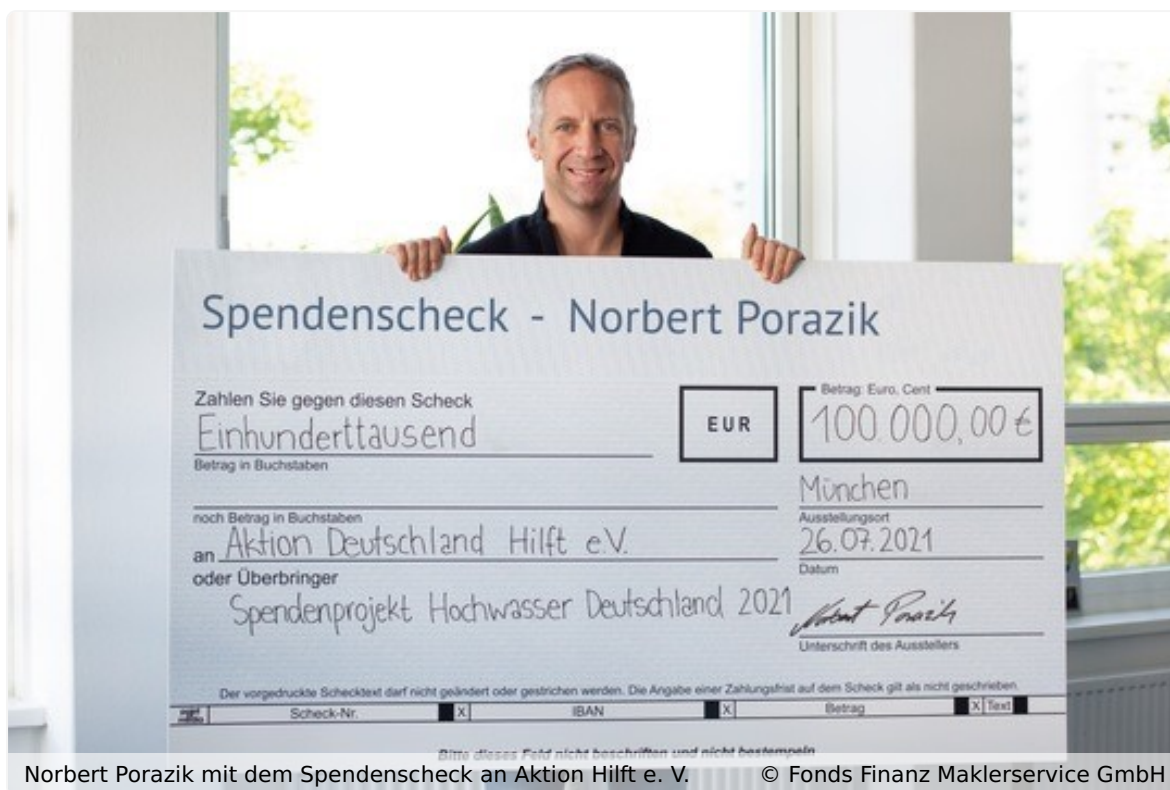 Spendenscheck - Norbert Porazik
Zahlen Sie gegen diesen Scheck
Einhunderttausend
Betrag in Buchstaben
EUR
Betrag: Euro, Cent
100.000,00 €
noch Betrag in Buchstaben
München
Ausstellungsort
an Aktion Deutschland Hilft e.V.
26.07.2021
Datum
oder Überbringer
Spendenprojekt Hochwasser Deutschland 2021
Norbert Porazik
Unterschrift des Ausstellers
Der vorgedruckte Schecktext darf nicht geändert oder gestrichen werden. Die Angabe einer Zahlungsfrist auf dem Scheck gilt als nicht geschrieben.
Scheck-Nr. X IBAN X Betrag X Text
Bitte dieses Feld nicht beschriften und nicht bestempeln
Norbert Porazik mit dem Spendenscheck an Aktion Hilft e. V. © Fonds Finanz Maklerservice GmbH